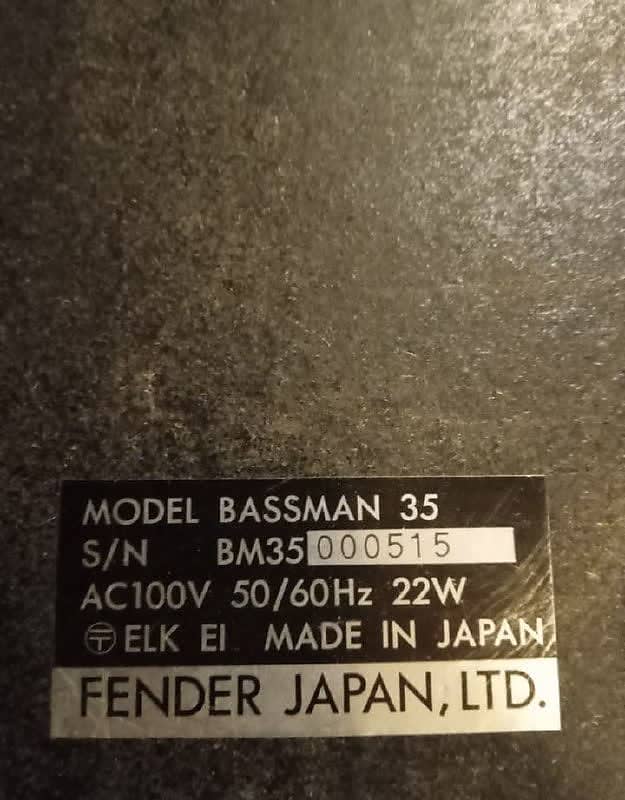 MODEL BASSMAN 35
S/N BM35 000515
AC100V 50/60Hz 22W
〶 ELK EI MADE IN JAPAN
FENDER JAPAN, LTD.